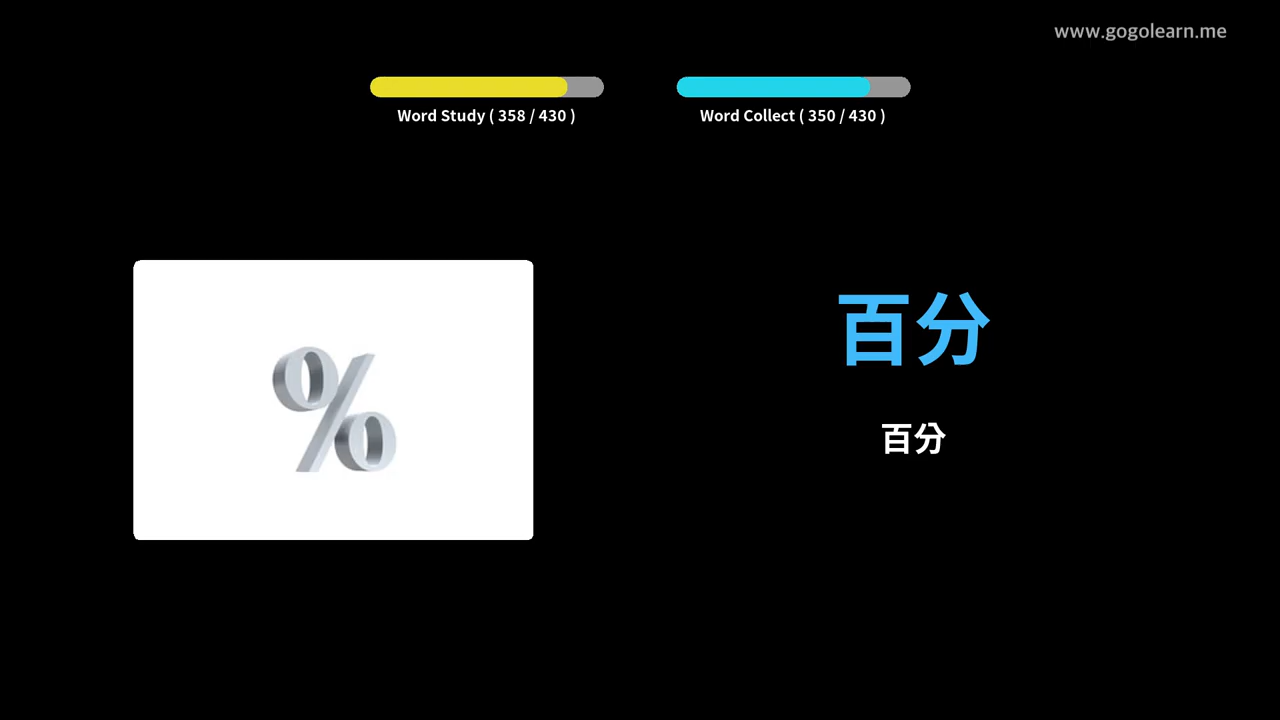 www.gogolearn.me
Word Study ( 358 / 430 )
Word Collect ( 350 / 430 )
%
百分
百分